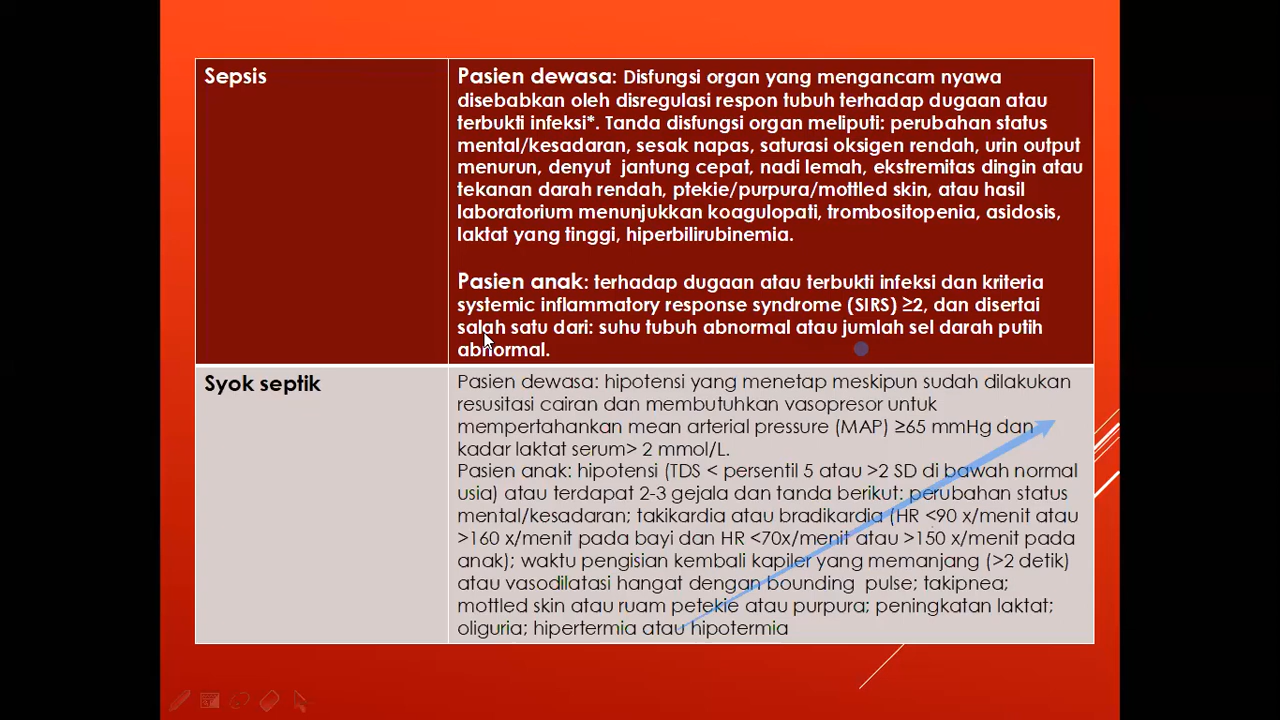 Sepsis
Pasien dewasa: Disfungsi organ yang mengancam nyawa
disebabkan oleh disregulasi respon tubuh terhadap dugaan atau
terbukti infeksi*. Tanda disfungsi organ meliputi: perubahan status
mental/kesadaran, sesak napas, saturasi oksigen rendah, urin output
menurun, denyut jantung cepat, nadi lemah, ekstremitas dingin atau
tekanan darah rendah, ptekie/purpura/mottled skin, atau hasil
laboratorium menunjukkan koagulopati, trombositopenia, asidosis,
laktat yang tinggi, hiperbilirubinemia.
Pasien anak: terhadap dugaan atau terbukti infeksi dan kriteria
systemic inflammatory response syndrome (SIRS) ≥2, dan disertai
salah satu dari: suhu tubuh abnormal atau jumlah sel darah putih
abnormal.
Syok septik
Pasien dewasa: hipotensi yang menetap meskipun sudah dilakukan
resusitasi cairan dan membutuhkan vasopresor untuk
mempertahankan mean arterial pressure (MAP) ≥65 mmHg dan
kadar laktat serum> 2 mmol/L.
Pasien anak: hipotensi (TDS < persentil 5 atau >2 SD di bawah normal
usia) atau terdapat 2-3 gejala dan tanda berikut: perubahan status
mental/kesadaran; takikardia atau bradikardia (HR <90 x/menit atau
>160 x/menit pada bayi dan HR <70x/menit atau >150 x/menit pada
anak); waktu pengisian kembali kapiler yang memanjang (>2 detik)
atau vasodilatasi hangat dengan bounding pulse; takipnea;
mottled skin atau ruam petekie atau purpura; peningkatan laktat;
oliguria; hipertermia atau hipotermia